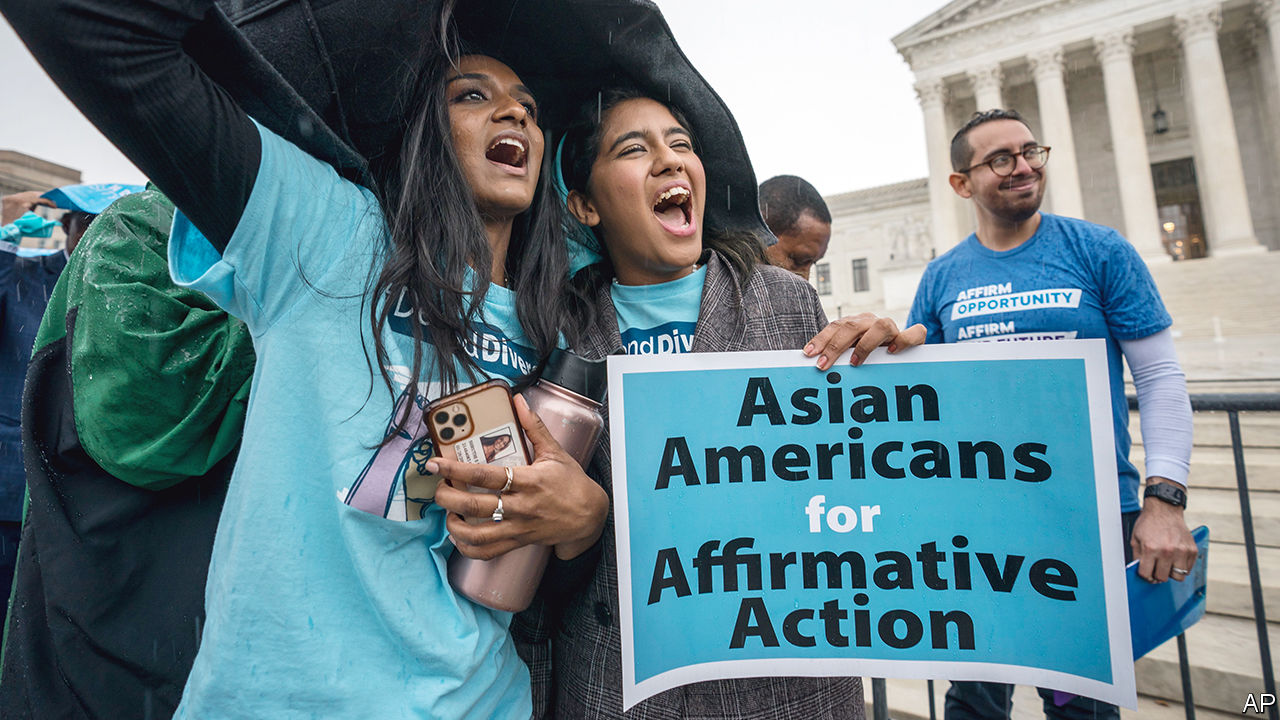 AFFIRM
OPPORTUNITY
AFFIRM
Asian
Americans
for
Affirmative
Action
AP